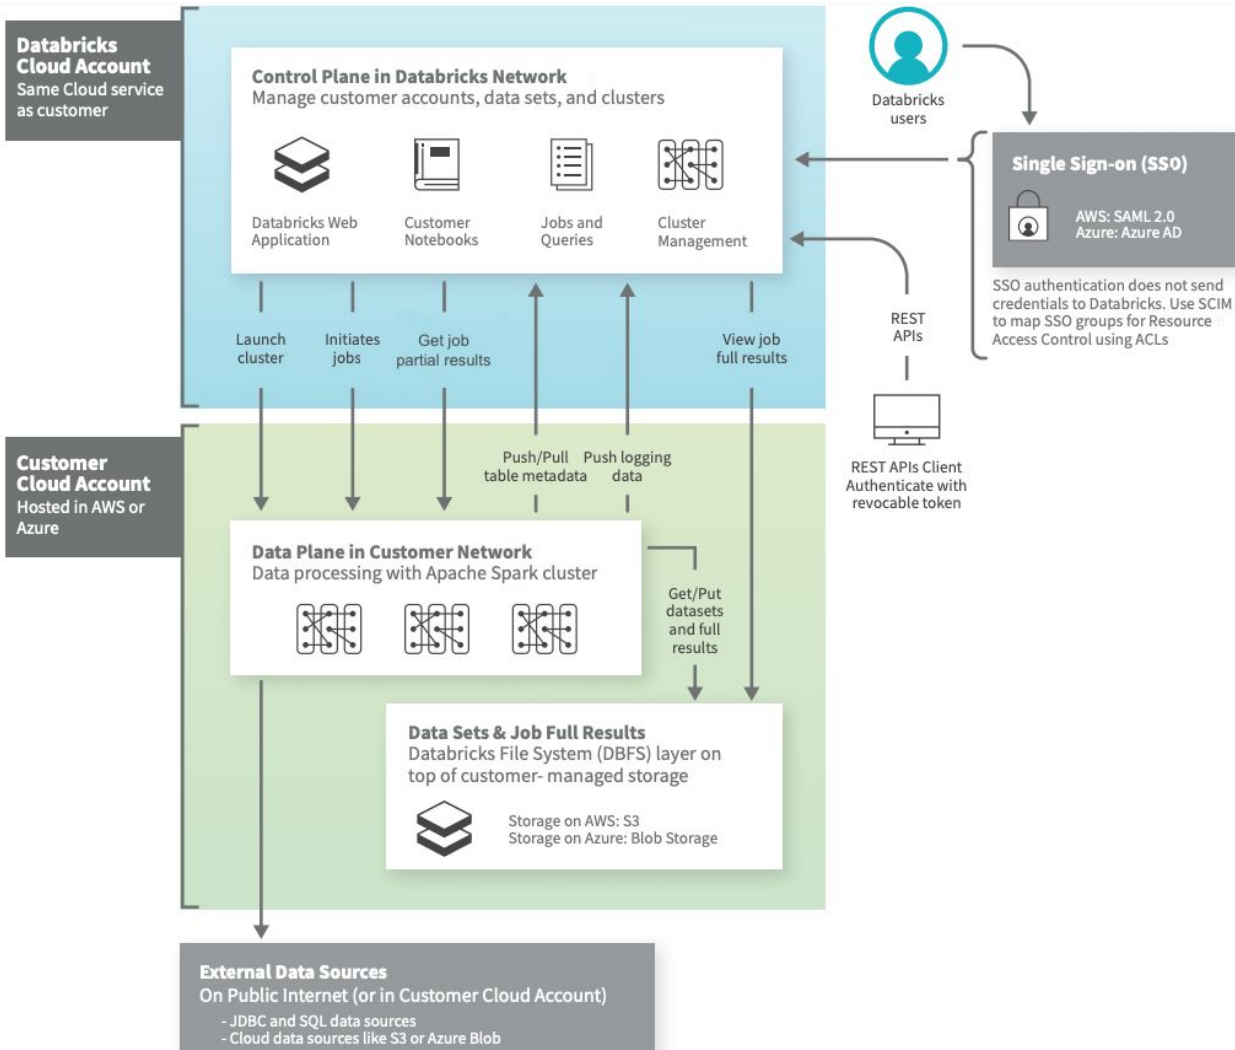 Databricks
Cloud Account
Same Cloud service
as customer
Control Plane in Databricks Network
Manage customer accounts, data sets, and clusters
Databricks Web
Application
Customer
Notebooks
Jobs and
Queries
Cluster
Management
Databricks
users
Single Sign-on (SSO)
AWS: SAML 2.0
Azure: Azure AD
SSO authentication does not send
credentials to Databricks. Use SCIM
to map SSO groups for Resource
Access Control using ACLs
Launch
cluster
Initiates
jobs
Get job
partial results
View job
full results
REST
APIs
REST APIs Client
Authenticate with
revocable token
Customer
Cloud Account
Hosted in AWS or
Azure
Push/Pull
table metadata
Push logging
data
Data Plane in Customer Network
Data processing with Apache Spark cluster
Get/Put
datasets
and full
results
Data Sets & Job Full Results
Databricks File System (DBFS) layer on
top of customer- managed storage
Storage on AWS: S3
Storage on Azure: Blob Storage
External Data Sources
On Public Internet (or in Customer Cloud Account)
- JDBC and SQL data sources
- Cloud data sources like S3 or Azure Blob